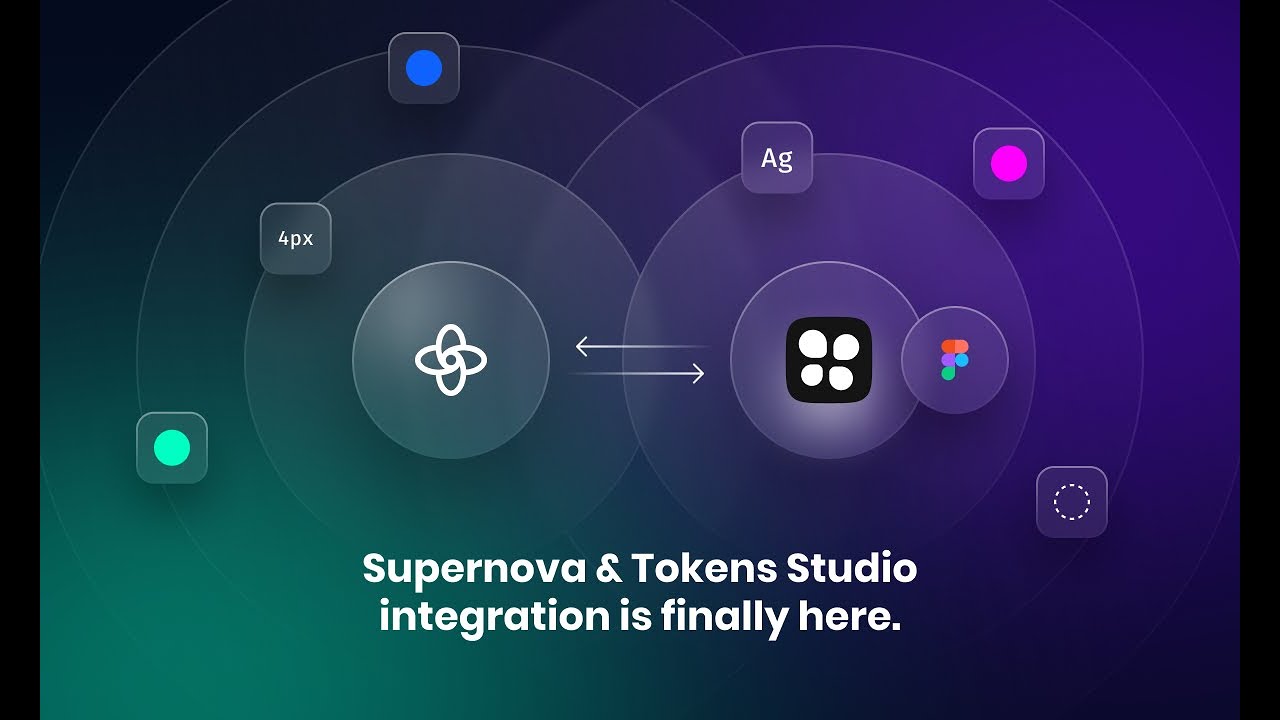 Ag
4px
Supernova & Tokens Studio
integration is finally here.